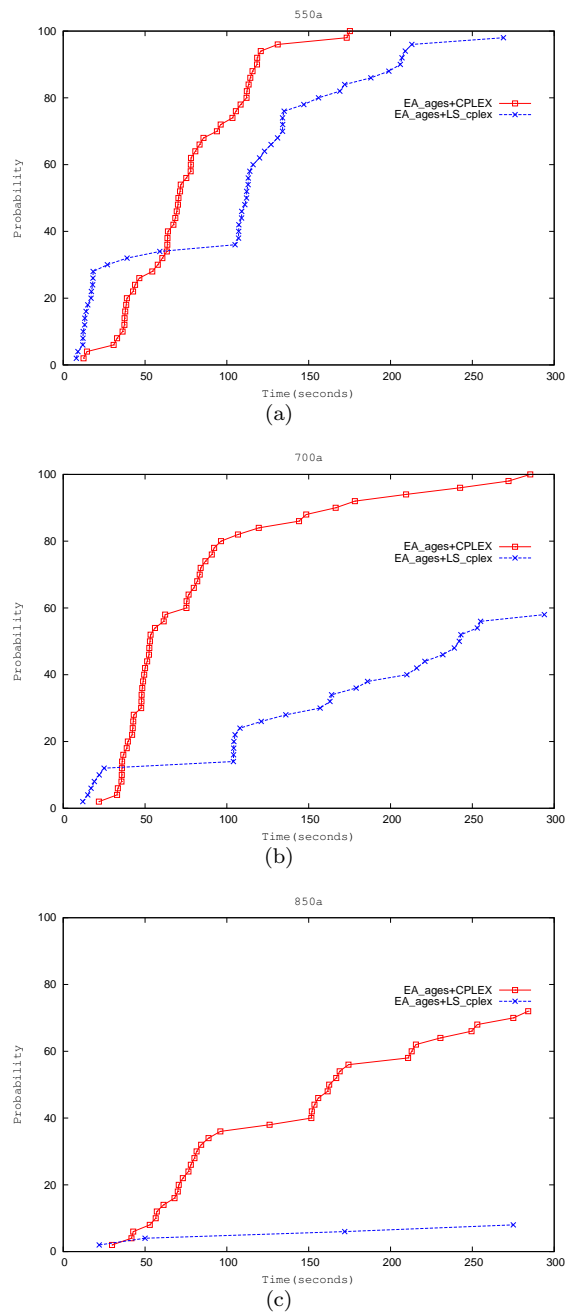 550a
100
80
60
40
20
0
Probability
EA_ages+CPLEX
EA_ages+LS_cplex
0 50 100 150 200 250 300
Time(seconds)
(a)
700a
100
80
60
40
20
0
Probability
EA_ages+CPLEX
EA_ages+LS_cplex
0 50 100 150 200 250 300
Time(seconds)
(b)
850a
100
80
60
40
20
0
Probability
EA_ages+CPLEX
EA_ages+LS_cplex
0 50 100 150 200 250 300
Time(seconds)
(c)